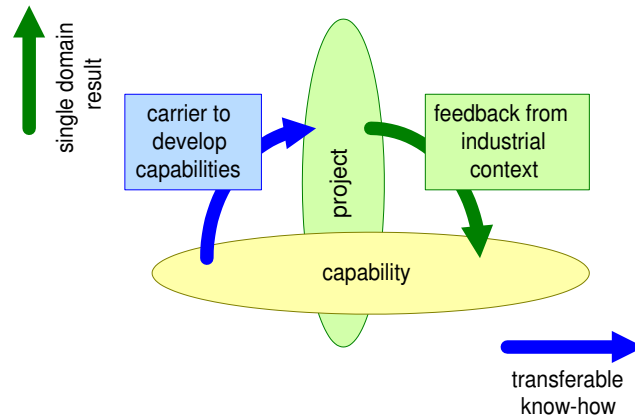 single domain
result
carrier to
develop
capabilities
feedback from
industrial
context
project
capability
transferable
know-how